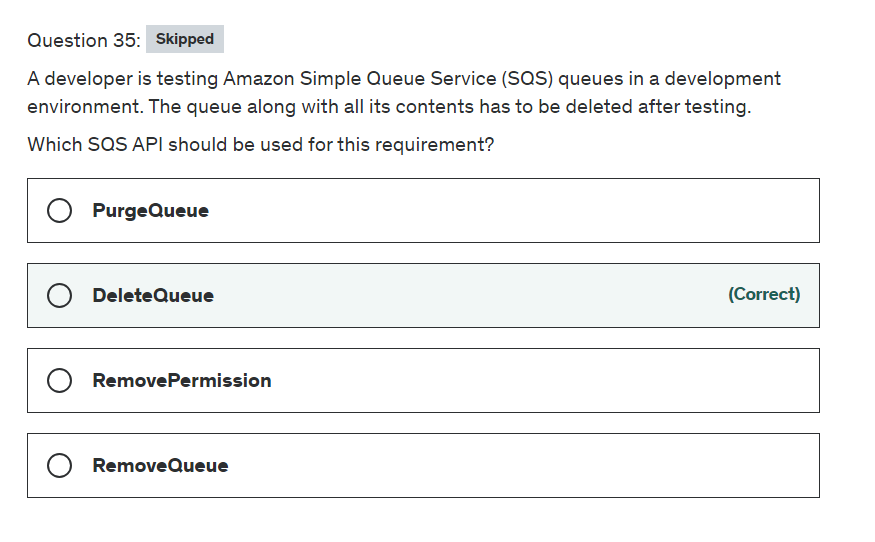 Question 35: Skipped
A developer is testing Amazon Simple Queue Service (SQS) queues in a development
environment. The queue along with all its contents has to be deleted after testing.
Which SQS API should be used for this requirement?
PurgeQueue
DeleteQueue (Correct)
RemovePermission
RemoveQueue